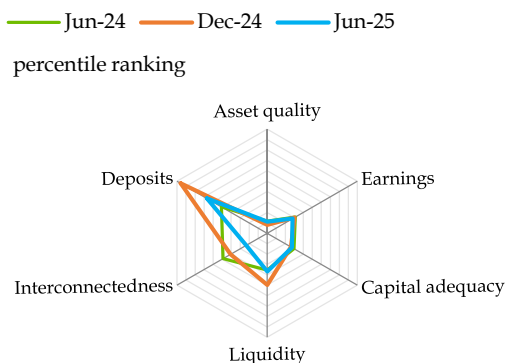 Jun-24 Dec-24 Jun-25
percentile ranking
Asset quality
Deposits Earnings
Interconnectedness Capital adequacy
Liquidity